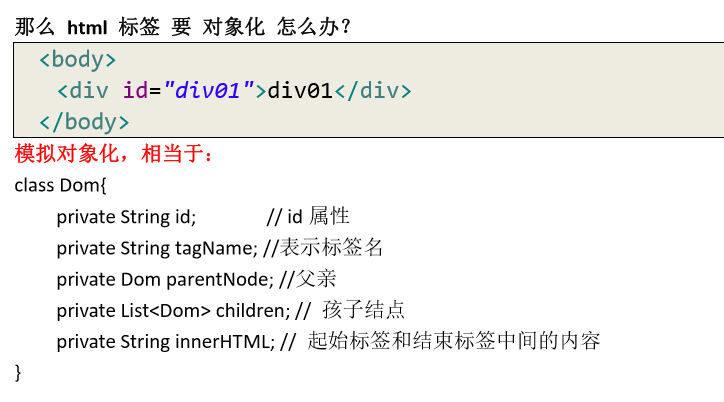 那么 html 标签 要 对象化 怎么办？
<body>
<div id="div01">div01</div>
</body>
模拟对象化，相当于：
class Dom{
private String id; // id 属性
private String tagName; //表示标签名
private Dom parentNode; //父亲
private List<Dom> children; // 孩子结点
private String innerHTML; // 起始标签和结束标签中间的内容
}